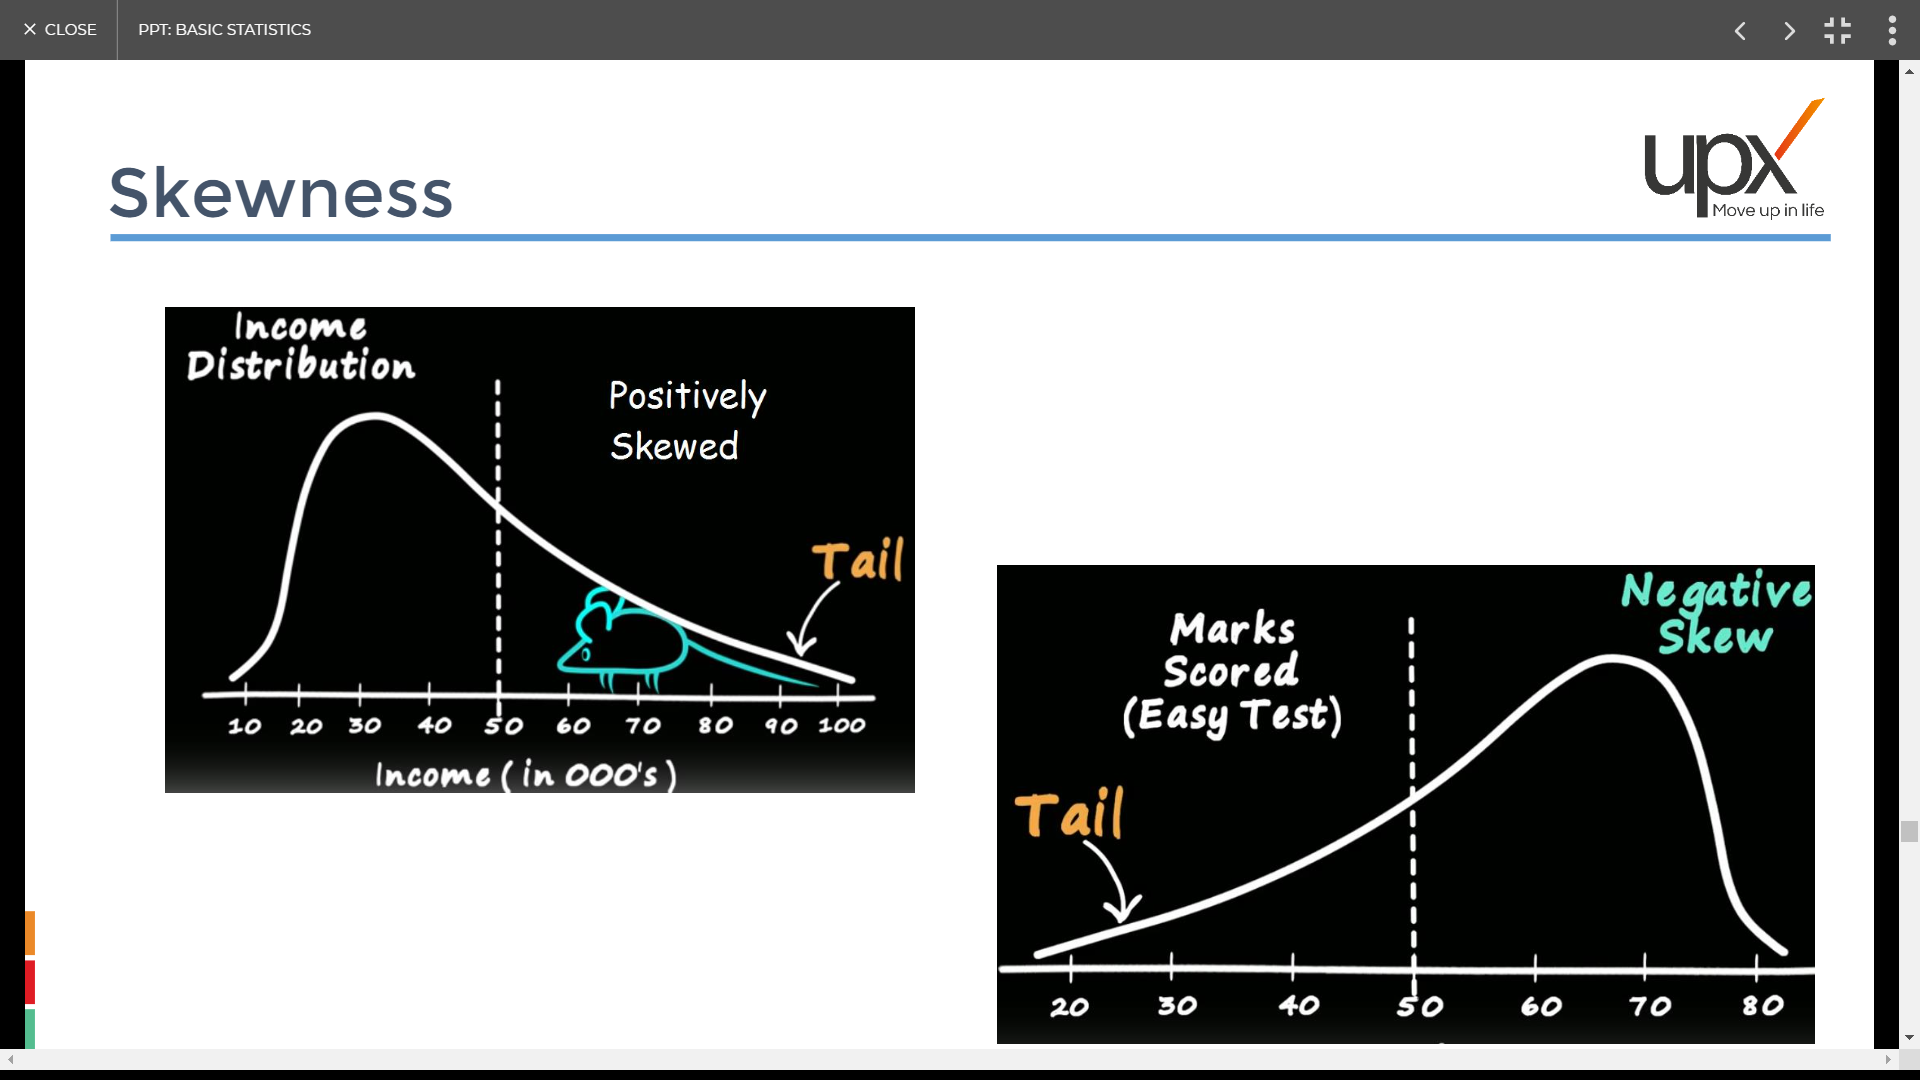 CLOSE
PPT: BASIC STATISTICS
upx
Move up in life
Skewness
Income
Distribution
Positively
Skewed
Tail
10 20 30 40 50 60 70 80 90 100
Income (in 000's)
Negative
Skew
Marks
Scored
(Easy Test)
Tail
20 30 40 50 60 70 80